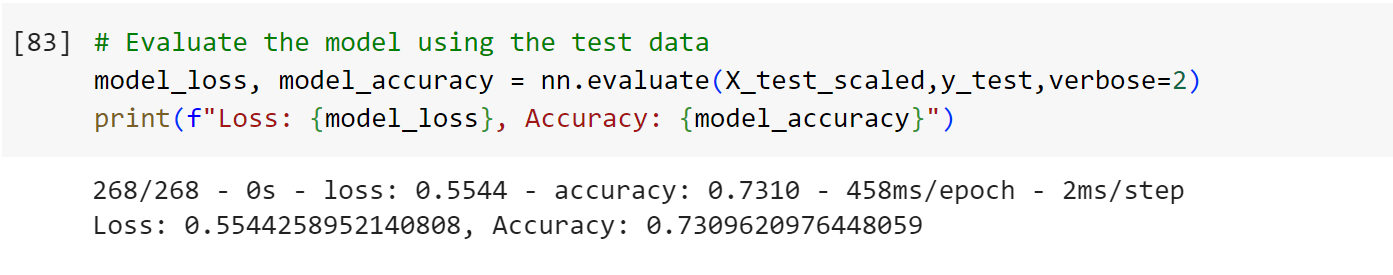 [83] # Evaluate the model using the test data
model_loss, model_accuracy = nn.evaluate(X_test_scaled,y_test,verbose=2)
print(f"Loss: {model_loss}, Accuracy: {model_accuracy}")
268/268 - 0s - loss: 0.5544 - accuracy: 0.7310 - 458ms/epoch - 2ms/step
Loss: 0.5544258952140808, Accuracy: 0.7309620976448059